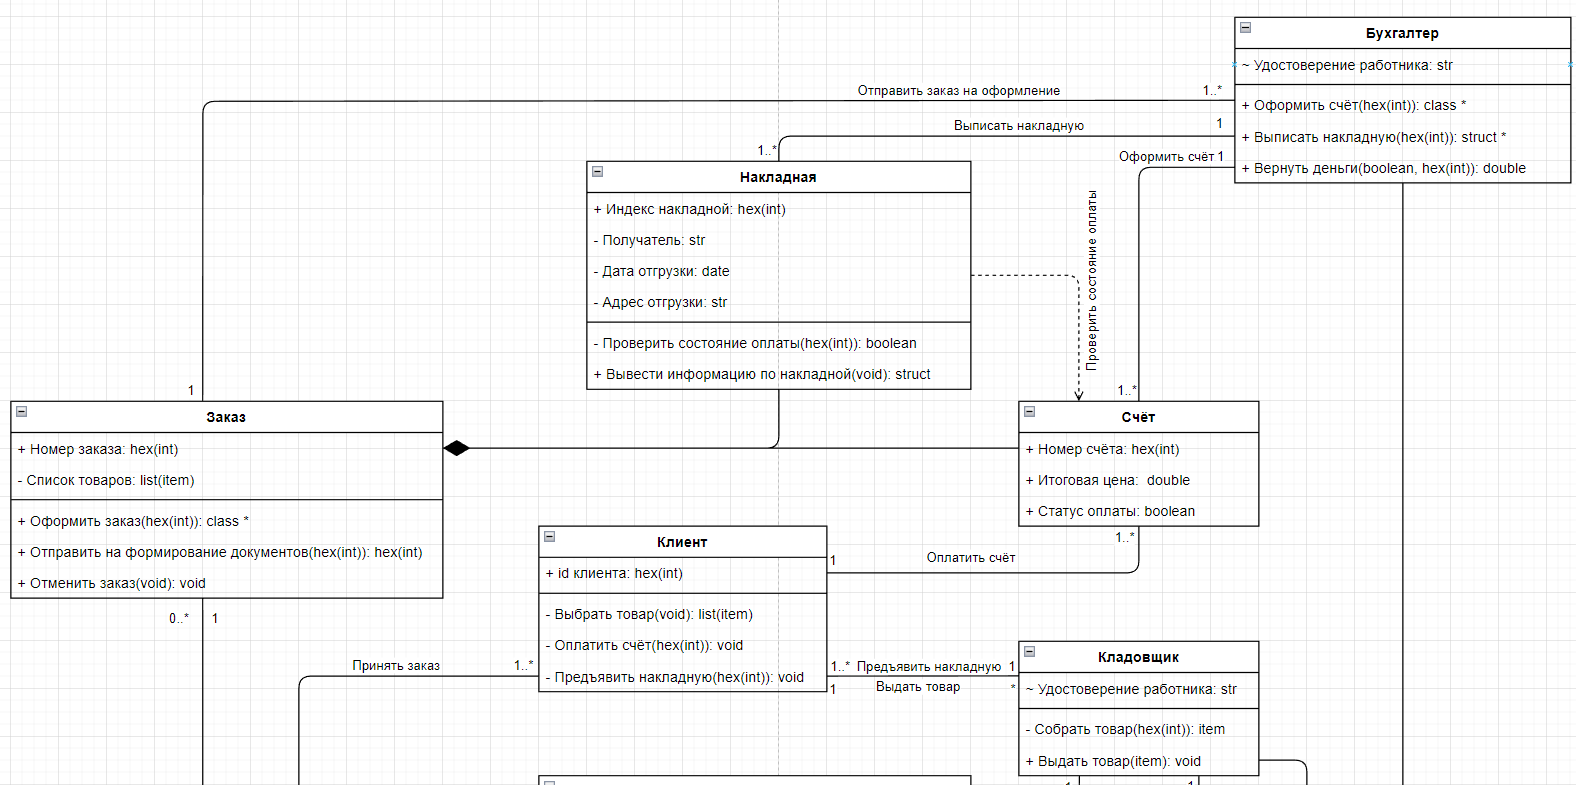 Бухгалтер
~ Удостоверение работника: str
Отправить заказ на оформление
1..*
+ Оформить счёт(hex(int)): class *
Выписать накладную
1
+ Выписать накладную(hex(int)): struct *
1..*
Оформить счёт 1
+ Вернуть деньги(boolean, hex(int)): double
Накладная
+ Индекс накладной: hex(int)
- Получатель: str
- Дата отгрузки: date
- Адрес отгрузки: str
- Проверить состояние оплаты(hex(int)): boolean
+ Вывести информацию по накладной(void): struct
Проверить состояние оплаты
1
1..*
Заказ
+ Номер заказа: hex(int)
- Список товаров: list(item)
+ Оформить заказ(hex(int)): class *
+ Отправить на формирование документов(hex(int)): hex(int)
+ Отменить заказ(void): void
0..*
1
Счёт
+ Номер счёта: hex(int)
+ Итоговая цена: double
+ Статус оплаты: boolean
1..*
Клиент
+ id клиента: hex(int)
- Выбрать товар(void): list(item)
- Оплатить счёт(hex(int)): void
- Предъявить накладную(hex(int)): void
1
Оплатить счёт
Принять заказ
1..*
1..*
Предъявить накладную
1
1
Выдать товар
*
Кладовщик
~ Удостоверение работника: str
- Собрать товар(hex(int)): item
+ Выдать товар(item): void
1
1